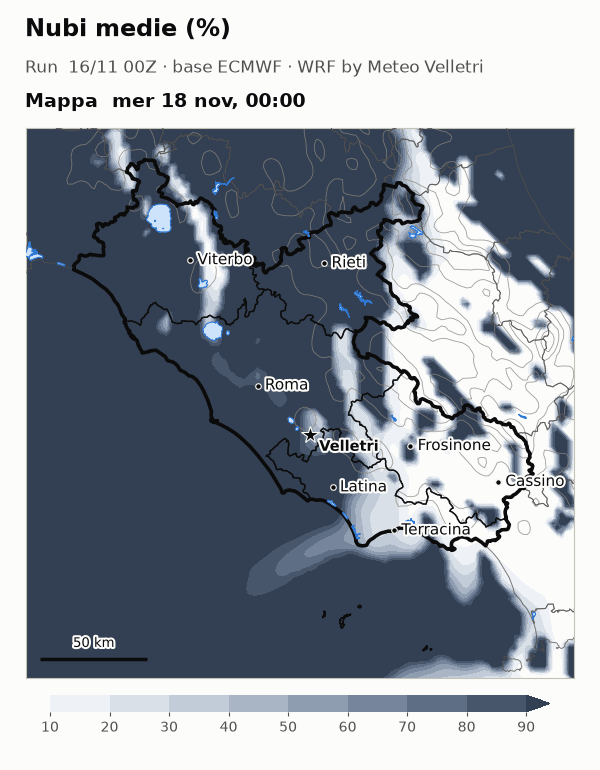 Nubi medie (%)
Run  16/11 00Z · base ECMWF · WRF by Meteo Velletri
Mappa  mer 18 nov, 00:00
Viterbo
Rieti
Roma
Velletri
Frosinone
Latina
Cassino
Terracina
50 km
10 20 30 40 50 60 70 80 90